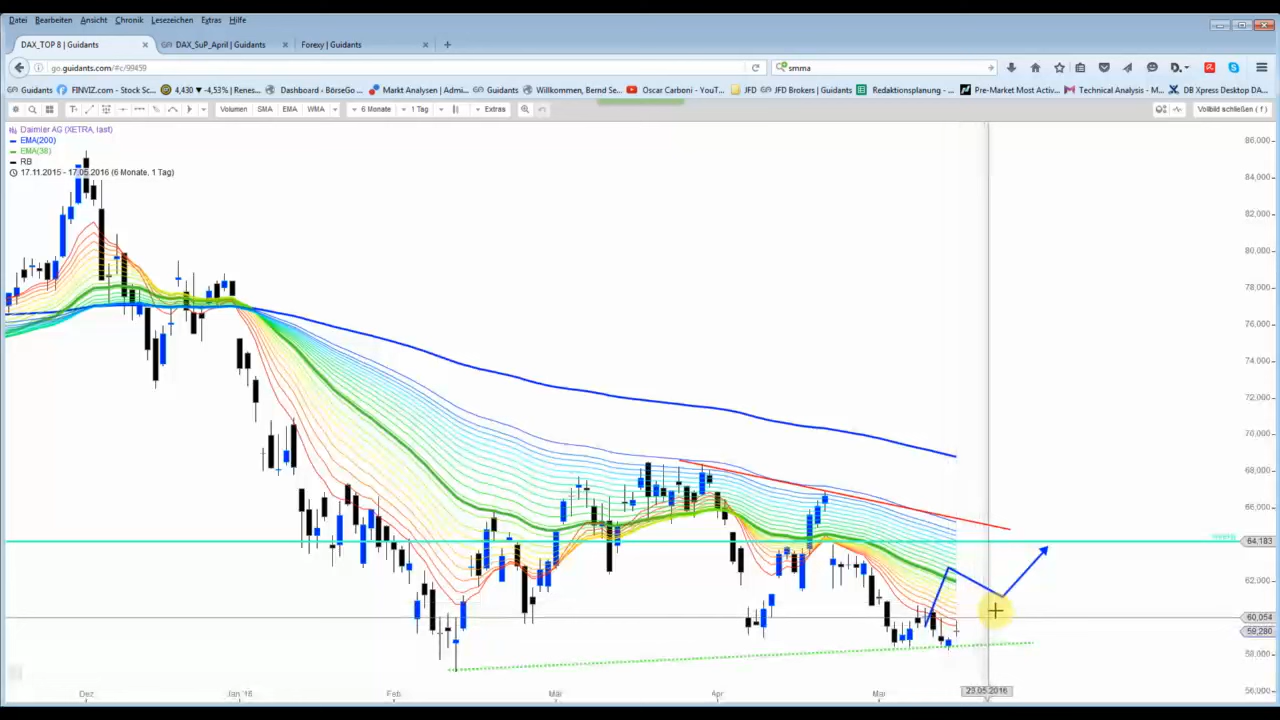 Datei Bearbeiten Ansicht Chronik Lesezeichen Extras Hilfe
DAX_TOP 8 | Guidants DAX_SuP_April | Guidants Forexy | Guidants
go.guidants.com/#c/99459 smma
Guidants FINVIZ.com - Stock Sc... 4,430 ▼ -4,53% | Renes... Dashboard - BörseGo ... Markt Analysen | Admi... Guidants Willkommen, Bernd Se... Oscar Carboni - YouT... JFD JFD Brokers | Guidants Redaktionsplanung - ... Pre-Market Most Activ... Technical Analysis - M... DB Xpress Desktop DA...
Volumen SMA EMA WMA 6 Monate 1 Tag Extras Vollbild schließen ( f )
Daimler AG (XETRA, last)
EMA(200)
EMA(38)
RB
17.11.2015 - 17.05.2016 (6 Monate, 1 Tag)
86,000
84,000
82,000
80,000
78,000
76,000
74,000
72,000
70,000
68,000
66,000
64,183
62,000
60,054
59,280
58,000
56,000
Dez Jan '16 Feb Mär Apr Mai 23.05.2016